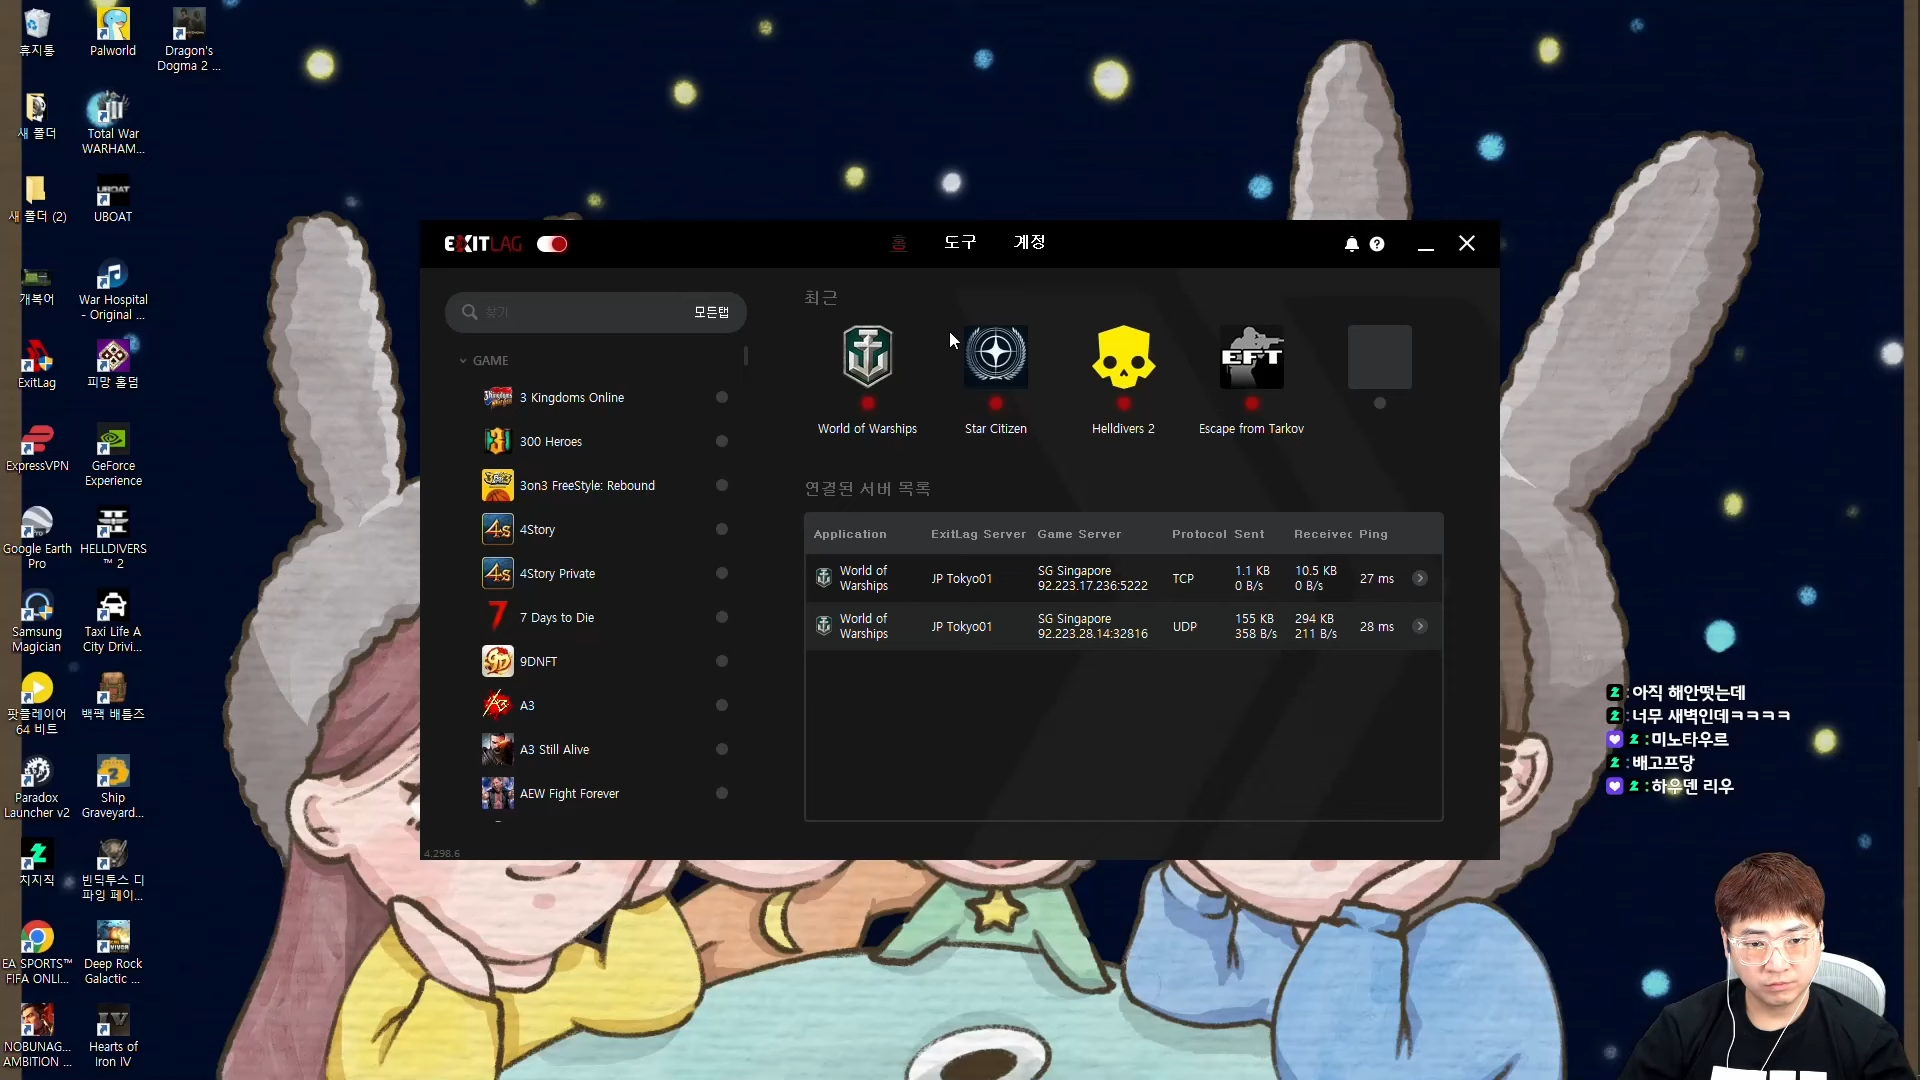 휴지통
Palworld
Dragon's
Dogma 2 ...
새 폴더
Total War
WARHAM...
새 폴더 (2)
UBOAT
UBOAT
개복어
War Hospital
- Original ...
ExitLag
피망 홀덤
ExpressVPN
GeForce
Experience
Google Earth
Pro
HELLDIVERS
™ 2
Samsung
Magician
Taxi Life A
City Drivi...
팟플레이어
64 비트
백팩 배틀즈
Paradox
Launcher v2
Ship
Graveyard...
치지직
빈딕투스 디
파잉 페이...
EA SPORTS™
FIFA ONLI...
Deep Rock
Galactic ...
NOBUNAG...
AMBITION ...
IV
Hearts of
Iron IV
EXITLAG
홈
도구
계정
찾기
모든탭
GAME
3 Kingdoms Online
300 Heroes
3on3 FreeStyle: Rebound
4Story
4Story Private
7 Days to Die
9DNFT
A3
A3 Still Alive
AEW Fight Forever
4.298.6
최근
EFT
World of Warships
Star Citizen
Helldivers 2
Escape from Tarkov
연결된 서버 목록
Application ExitLag Server Game Server Protocol Sent Receivec Ping
World of
Warships
JP Tokyo01
SG Singapore
92.223.17.236:5222
TCP
1.1 KB
0 B/s
10.5 KB
0 B/s
27 ms
World of
Warships
JP Tokyo01
SG Singapore
92.223.28.14:32816
UDP
155 KB
358 B/s
294 KB
211 B/s
28 ms
: 아직 해안떳는데
: 너무 새벽인데ㅋㅋㅋㅋ
: 미노타우르
: 배고프당
: 하우덴 리우